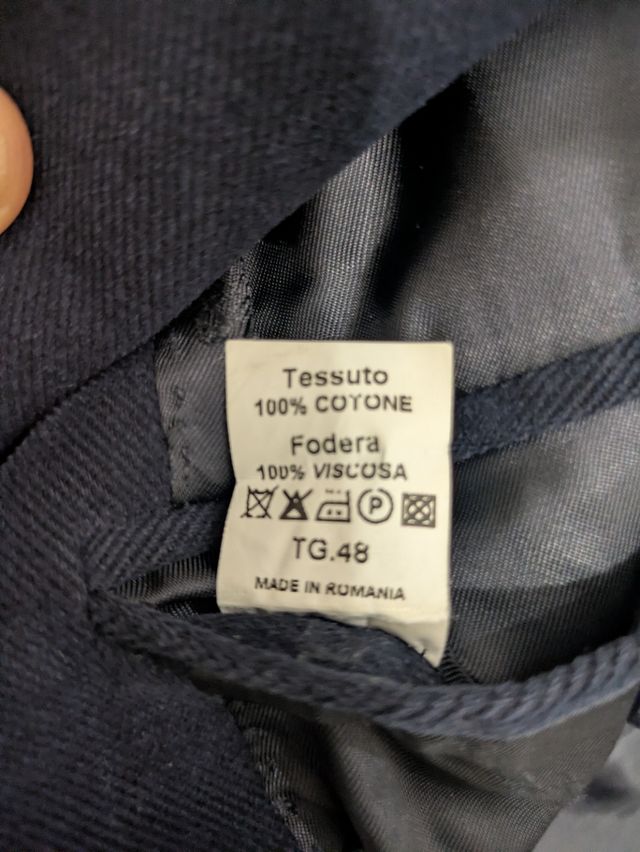 Tessuto
100% COTONE
Fodera
100% VISCOSA
P
TG.48
MADE IN ROMANIA